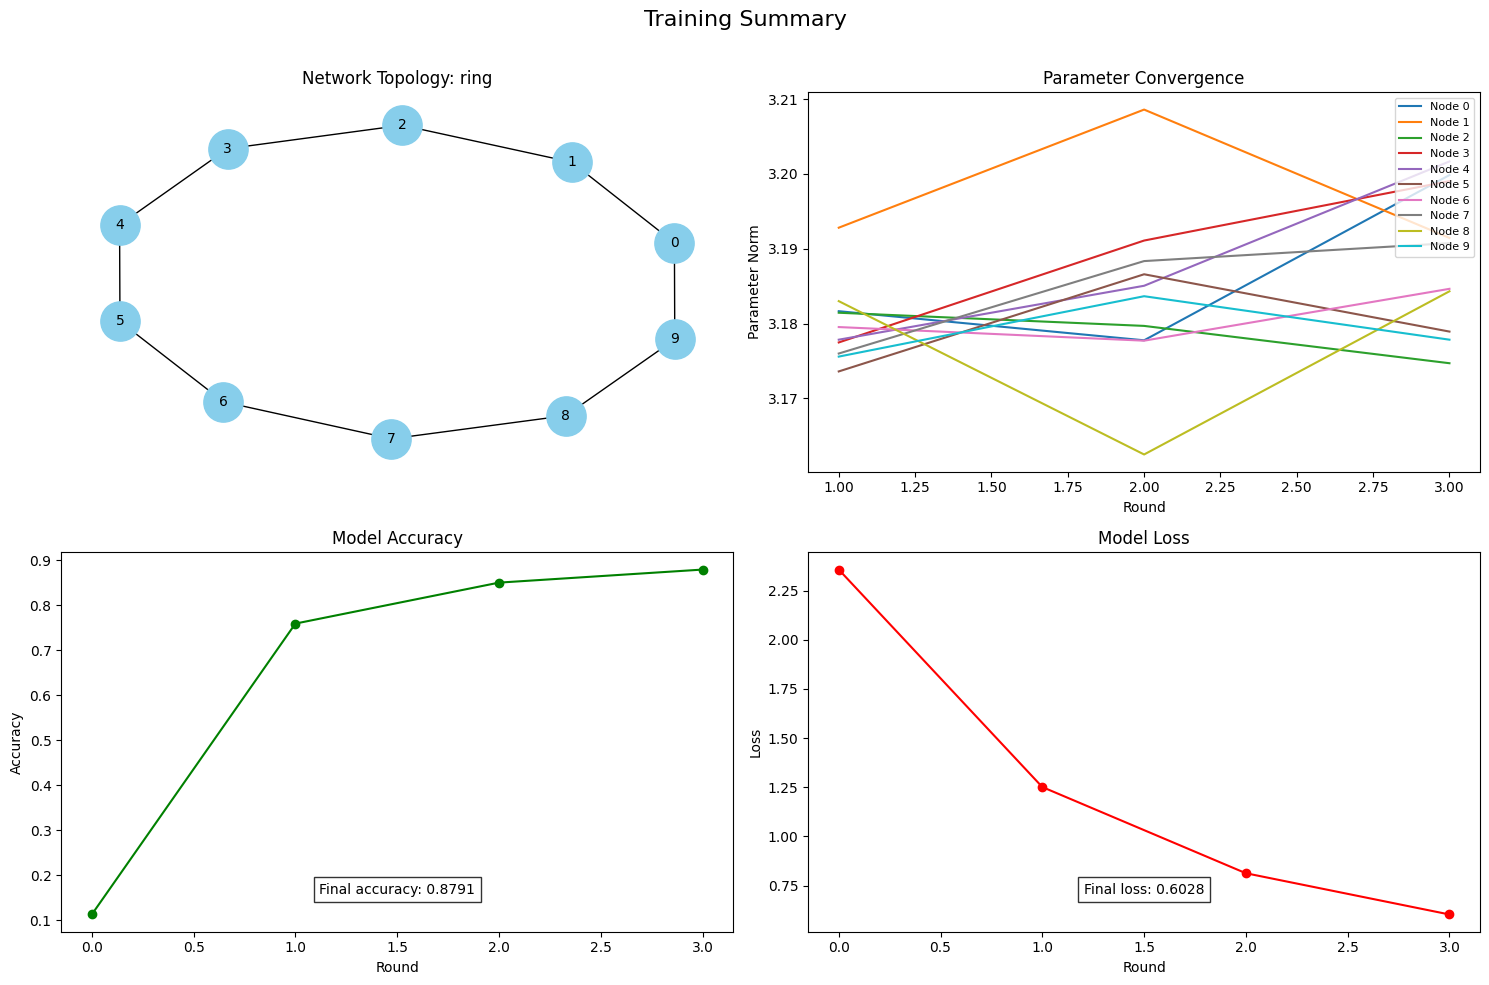 Training Summary
Network Topology: ring
2
3
1
4
0
5
9
6
8
7
Parameter Convergence
3.21
3.20
3.19
3.18
3.17
Parameter Norm
Node 0
Node 1
Node 2
Node 3
Node 4
Node 5
Node 6
Node 7
Node 8
Node 9
1.00 1.25 1.50 1.75 2.00 2.25 2.50 2.75 3.00
Round
Model Accuracy
0.9
0.8
0.7
0.6
0.5
0.4
0.3
0.2
0.1
Accuracy
Final accuracy: 0.8791
0.0 0.5 1.0 1.5 2.0 2.5 3.0
Round
Model Loss
2.25
2.00
1.75
1.50
1.25
1.00
0.75
Loss
Final loss: 0.6028
0.0 0.5 1.0 1.5 2.0 2.5 3.0
Round